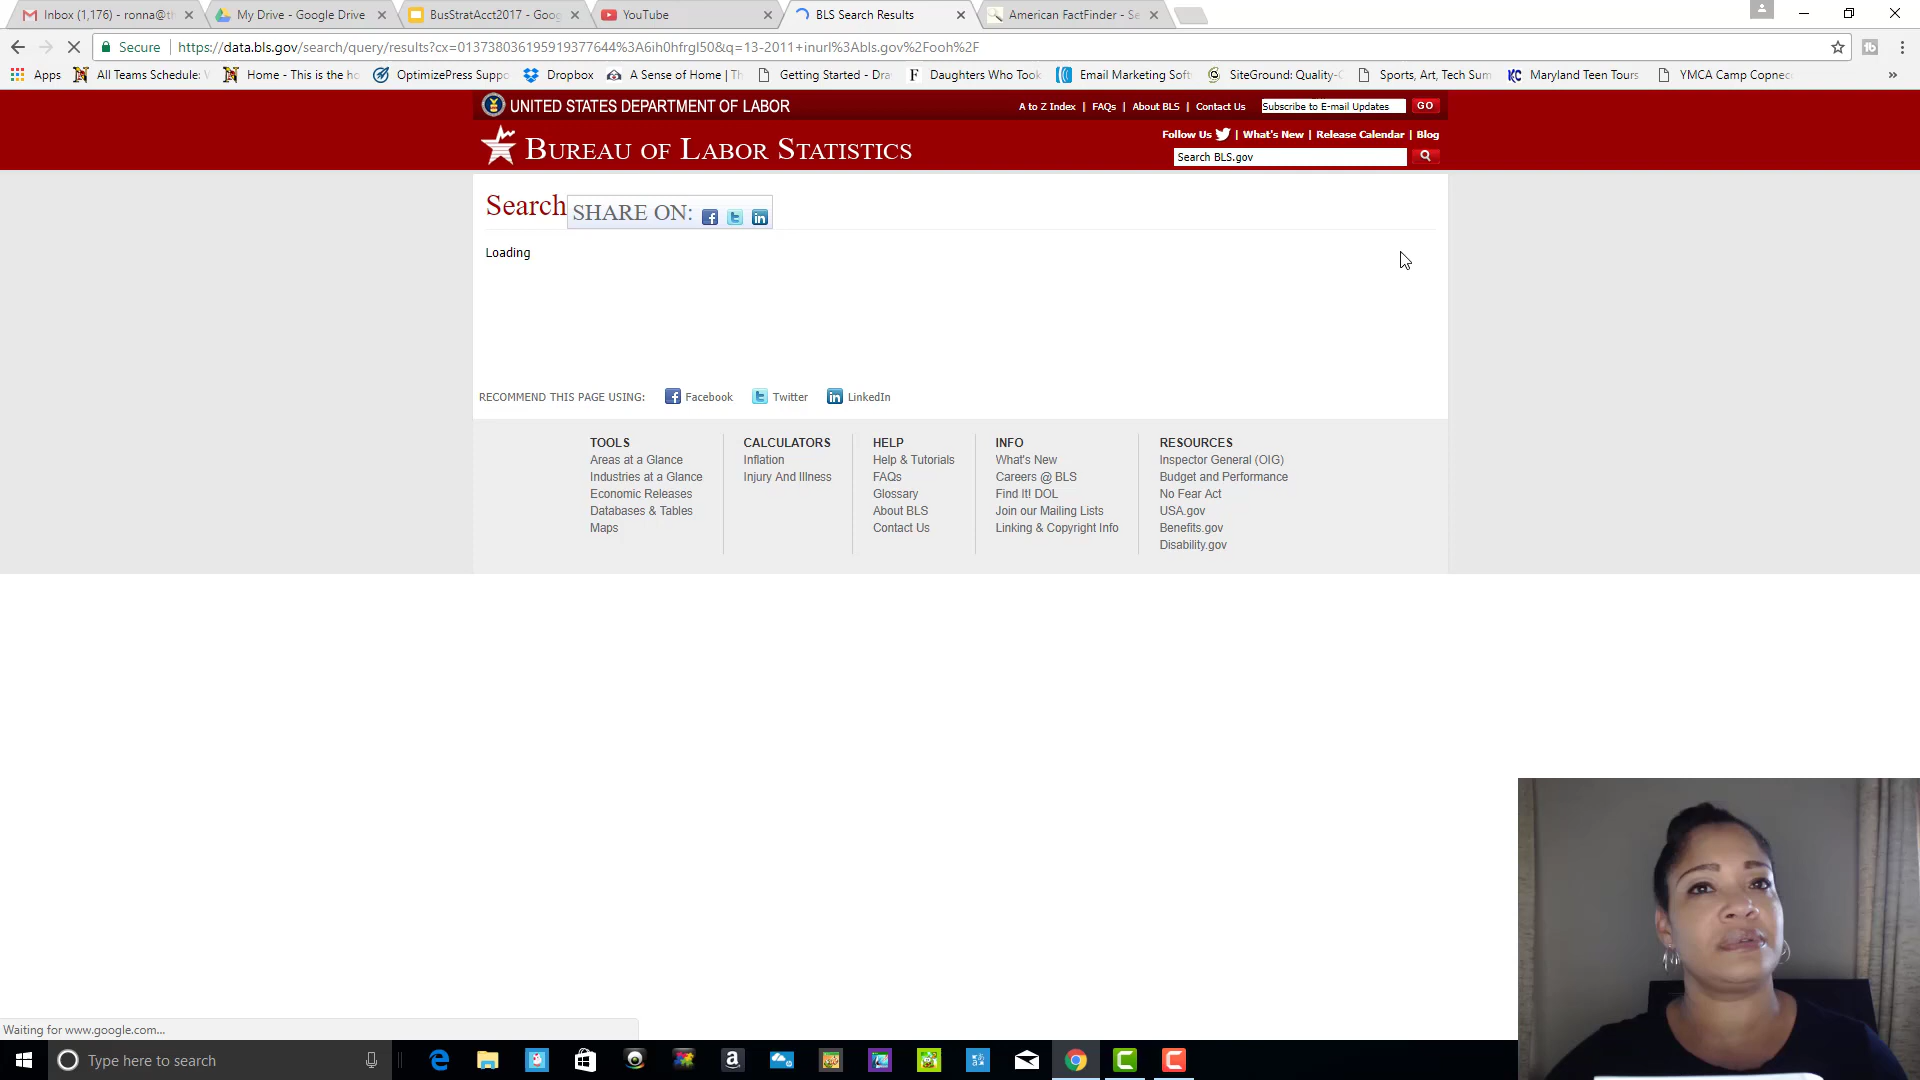 Inbox (1,176) - ronna@th
My Drive - Google Drive
BusStratAcct2017 - Goog
YouTube
BLS Search Results
American FactFinder - Se
Secure
https://data.bls.gov/search/query/results?cx=013738036195919377644%3A6ih0hfrgl50&q=13-2011+inurl%3Abls.gov%2Fooh%2F
Apps
All Teams Schedule: W
Home - This is the ho
OptimizePress Suppo
Dropbox
A Sense of Home | Th
Getting Started - Dra
Daughters Who Took
Email Marketing Soft
SiteGround: Quality-C
Sports, Art, Tech Sum
Maryland Teen Tours
YMCA Camp Copnec
UNITED STATES DEPARTMENT OF LABOR
A to Z Index | FAQs | About BLS | Contact Us
Subscribe to E-mail Updates GO
Follow Us | What's New | Release Calendar | Blog
BUREAU OF LABOR STATISTICS
Search BLS.gov
Search SHARE ON:
Loading
RECOMMEND THIS PAGE USING: Facebook Twitter LinkedIn
TOOLS
Areas at a Glance
Industries at a Glance
Economic Releases
Databases & Tables
Maps
CALCULATORS
Inflation
Injury And Illness
HELP
Help & Tutorials
FAQs
Glossary
About BLS
Contact Us
INFO
What's New
Careers @ BLS
Find It! DOL
Join our Mailing Lists
Linking & Copyright Info
RESOURCES
Inspector General (OIG)
Budget and Performance
No Fear Act
USA.gov
Benefits.gov
Disability.gov
Waiting for www.google.com...
Type here to search